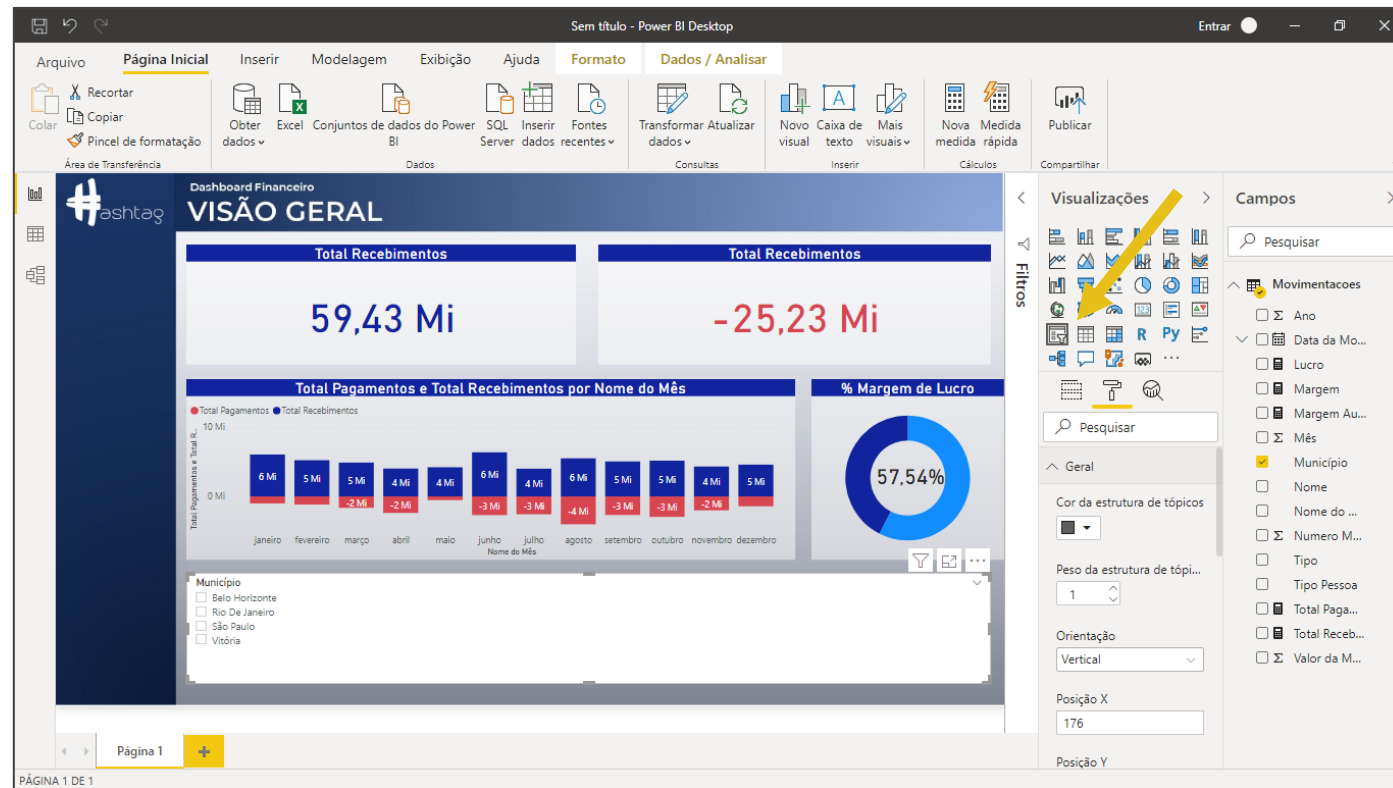 Sem título - Power BI Desktop
Entrar
Arquivo Página Inicial Inserir Modelagem Exibição Ajuda Formato Dados / Analisar
Colar
Recortar
Copiar
Pincel de formatação
Área de Transferência
Obter dados
Excel
Conjuntos de dados do Power BI
SQL Server
Inserir dados
Fontes recentes
Dados
Transformar dados
Atualizar
Consultas
Novo visual
Caixa de texto
Mais visuais
Inserir
Nova medida
Medida rápida
Cálculos
Publicar
Compartilhar
Hashtag
Dashboard Financeiro
VISÃO GERAL
Total Recebimentos
59,43 Mi
Total Recebimentos
-25,23 Mi
Total Pagamentos e Total Recebimentos por Nome do Mês
Total Pagamentos Total Recebimentos
Total Pagamentos e Total R...
10 Mi
0 Mi
6 Mi 5 Mi 5 Mi 4 Mi 4 Mi 6 Mi 4 Mi 6 Mi 5 Mi 5 Mi 4 Mi 5 Mi
-2 Mi -2 Mi -3 Mi -3 Mi -4 Mi -3 Mi -3 Mi -2 Mi
janeiro fevereiro março abril maio junho julho agosto setembro outubro novembro dezembro
Nome do Mês
% Margem de Lucro
57,54%
Município
Belo Horizonte
Rio De Janeiro
São Paulo
Vitória
Filtros
Visualizações
123
R Py
Pesquisar
Geral
Cor da estrutura de tópicos
Peso da estrutura de tópi...
1
Orientação
Vertical
Posição X
176
Posição Y
Campos
Pesquisar
Movimentacoes
Σ Ano
Data da Mo...
Lucro
Margem
Margem Au...
Σ Mês
Município
Nome
Nome do ...
Σ Numero M...
Tipo
Tipo Pessoa
Total Paga...
Total Receb...
Σ Valor da M...
Página 1
+
PÁGINA 1 DE 1